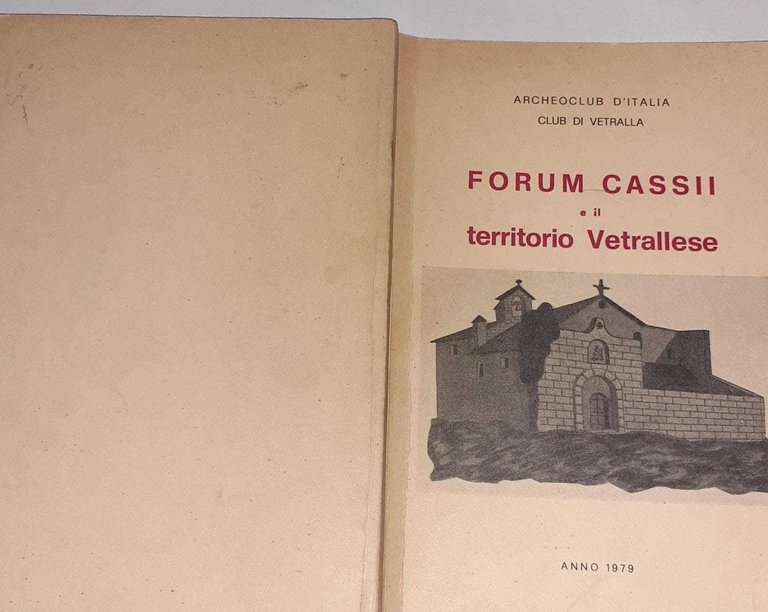 ARCHEOCLUB D'ITALIA
CLUB DI VETRALLA
FORUM CASSII
e il
territorio Vetrallese
ANNO 1979